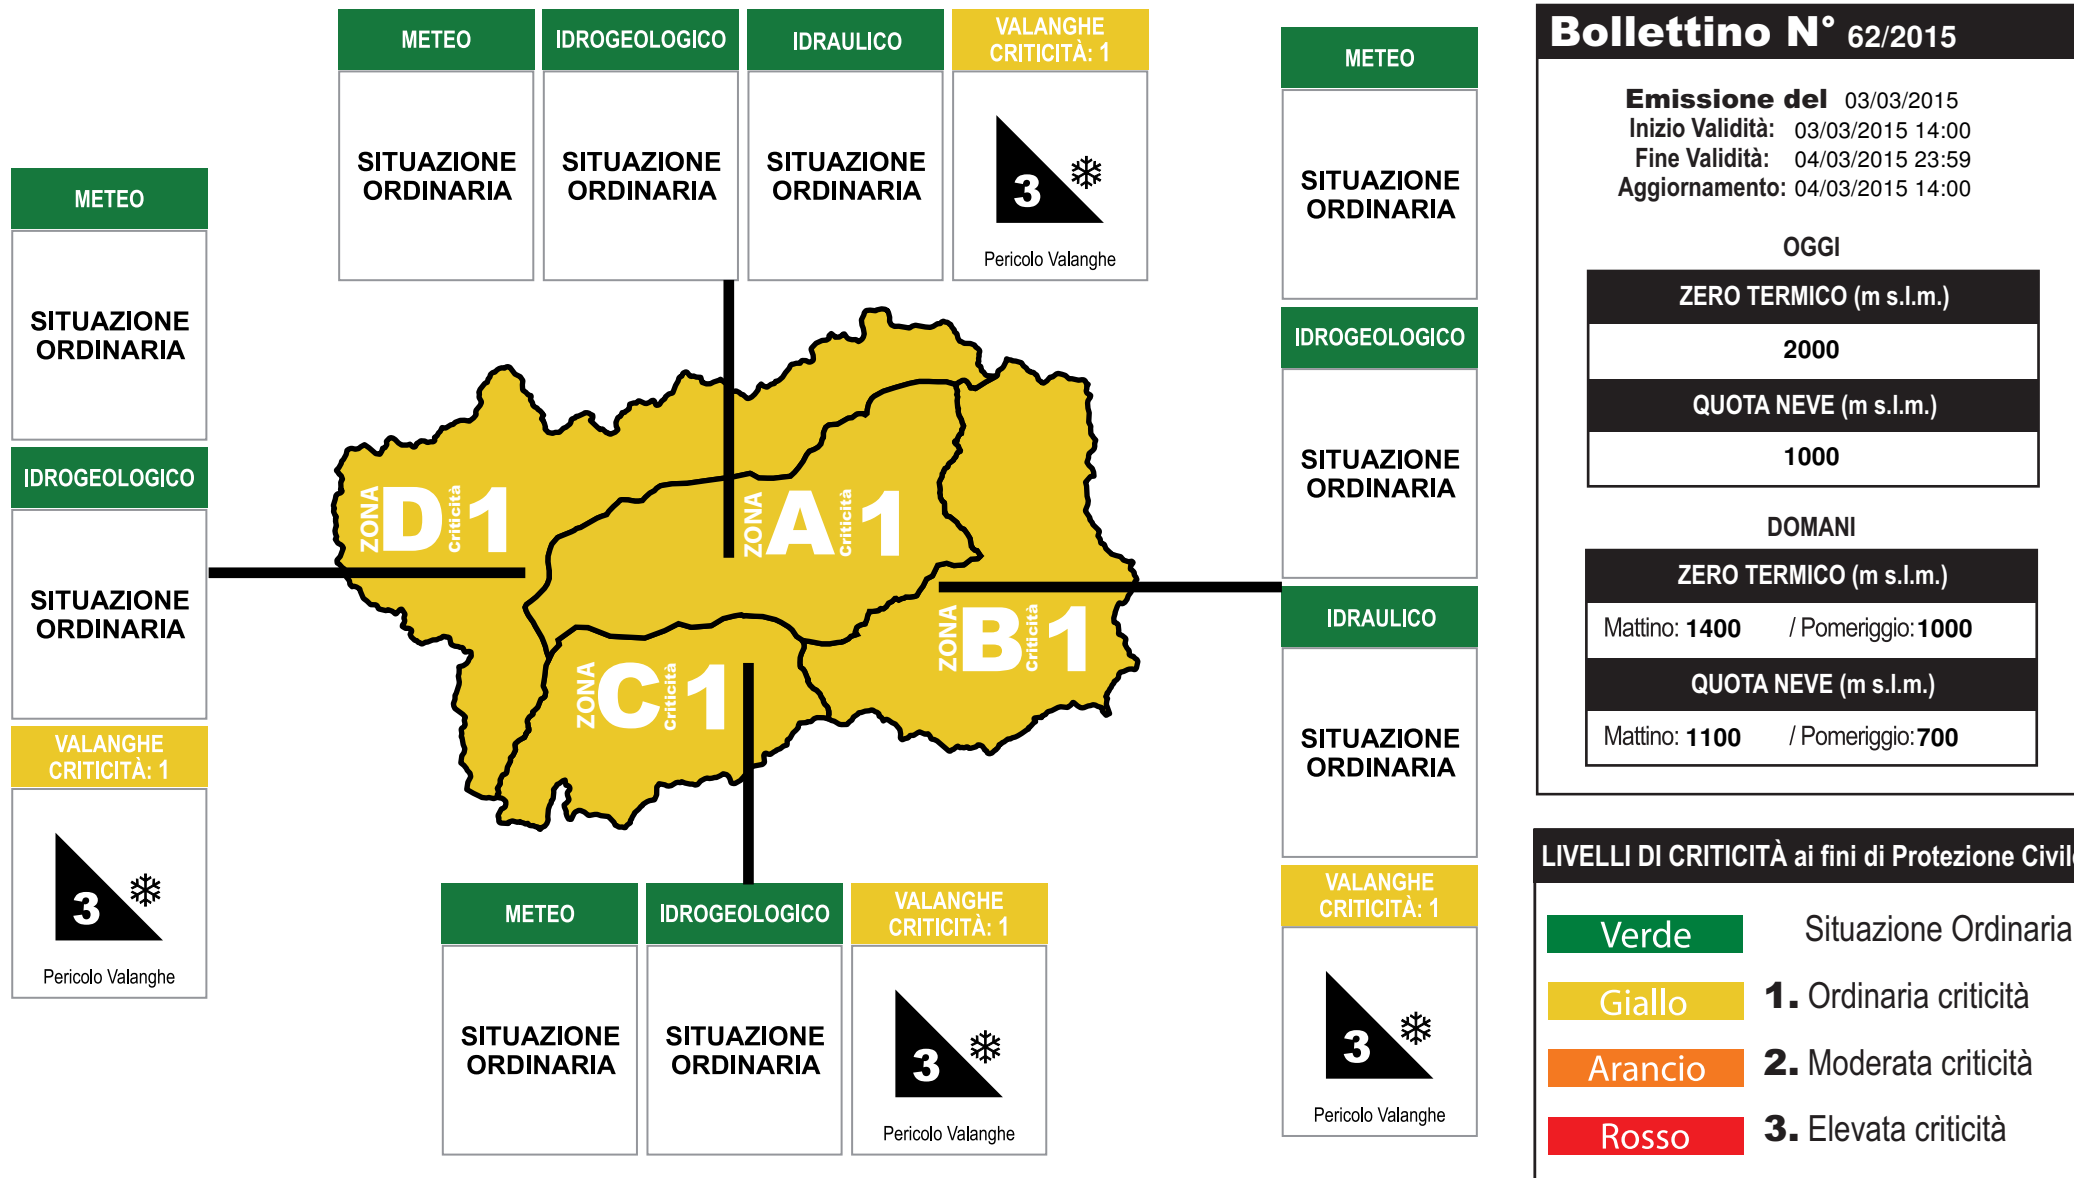 METEO
IDROGEOLOGICO
IDRAULICO
VALANGHE
CRITICITÀ: 1
SITUAZIONE
ORDINARIA
SITUAZIONE
ORDINARIA
SITUAZIONE
ORDINARIA
3
Pericolo Valanghe
METEO
SITUAZIONE
ORDINARIA
IDROGEOLOGICO
SITUAZIONE
ORDINARIA
VALANGHE
CRITICITÀ: 1
3
Pericolo Valanghe
ZONA D Criticità 1
ZONA A Criticità 1
ZONA B Criticità 1
ZONA C Criticità 1
METEO
IDROGEOLOGICO
VALANGHE
CRITICITÀ: 1
SITUAZIONE
ORDINARIA
SITUAZIONE
ORDINARIA
3
Pericolo Valanghe
METEO
SITUAZIONE
ORDINARIA
IDROGEOLOGICO
SITUAZIONE
ORDINARIA
IDRAULICO
SITUAZIONE
ORDINARIA
VALANGHE
CRITICITÀ: 1
3
Pericolo Valanghe
Bollettino N° 62/2015
Emissione del 03/03/2015
Inizio Validità: 03/03/2015 14:00
Fine Validità: 04/03/2015 23:59
Aggiornamento: 04/03/2015 14:00
OGGI
ZERO TERMICO (m s.l.m.)
2000
QUOTA NEVE (m s.l.m.)
1000
DOMANI
ZERO TERMICO (m s.l.m.)
Mattino: 1400 / Pomeriggio: 1000
QUOTA NEVE (m s.l.m.)
Mattino: 1100 / Pomeriggio: 700
LIVELLI DI CRITICITÀ ai fini di Protezione Civile
Verde Situazione Ordinaria
Giallo 1. Ordinaria criticità
Arancio 2. Moderata criticità
Rosso 3. Elevata criticità